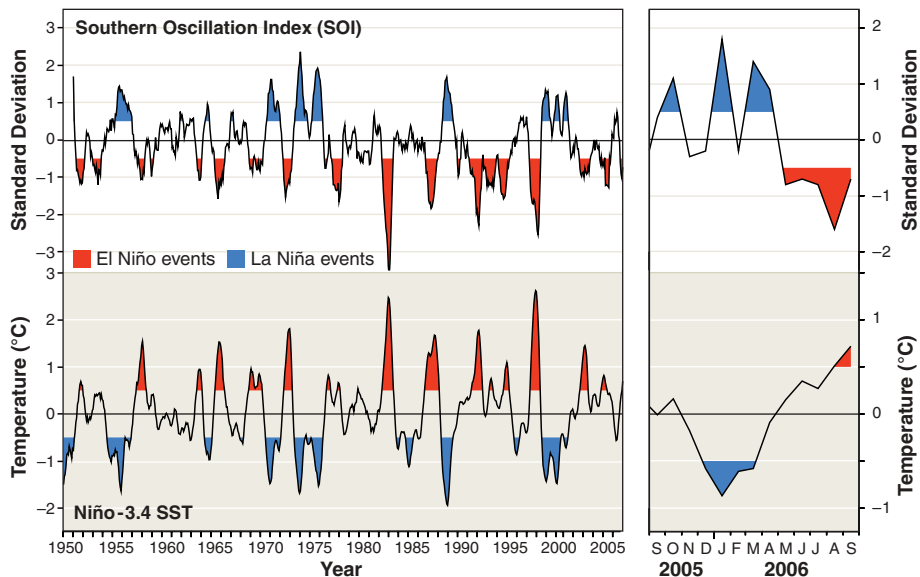 Southern Oscillation Index (SOI)
Standard Deviation
3
2
1
0
−1
−2
−3
El Niño events
La Niña events
2
1
0
−1
−2
Standard Deviation
Temperature (°C)
3
2
1
0
−1
−2
Niño-3.4 SST
1950 1955 1960 1965 1970 1975 1980 1985 1990 1995 2000 2005
Year
1
0
−1
Temperature (°C)
S O N D J F M A M J J A S
2005 2006